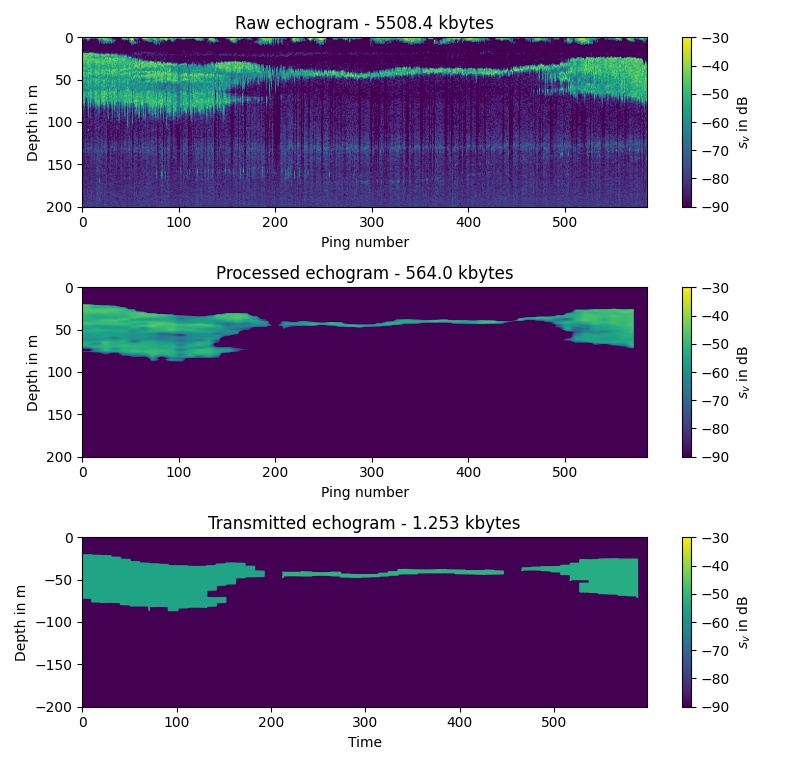 Raw echogram - 5508.4 kbytes
0
50
100
150
200
Depth in m
0 100 200 300 400 500
Ping number
−30
−40
−50
−60
−70
−80
−90
sᵥ in dB
Processed echogram - 564.0 kbytes
0
50
100
150
200
Depth in m
0 100 200 300 400 500
Ping number
−30
−40
−50
−60
−70
−80
−90
sᵥ in dB
Transmitted echogram - 1.253 kbytes
0
−50
−100
−150
−200
Depth in m
0 100 200 300 400 500
Time
−30
−40
−50
−60
−70
−80
−90
sᵥ in dB